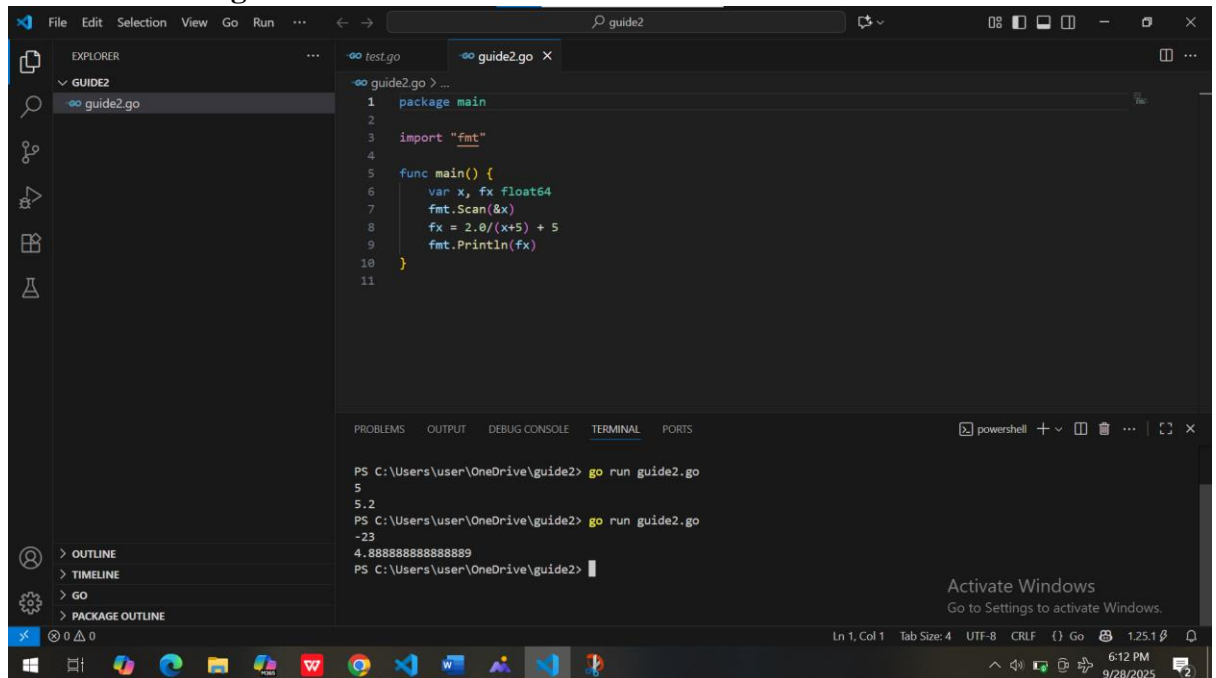 File Edit Selection View Go Run ... guide2
EXPLORER ...
GUIDE2
guide2.go
test.go guide2.go
guide2.go > ...
1 package main
2
3 import "fmt"
4
5 func main() {
6 var x, fx float64
7 fmt.Scan(&x)
8 fx = 2.0/(x+5) + 5
9 fmt.Println(fx)
10 }
11
PROBLEMS OUTPUT DEBUG CONSOLE TERMINAL PORTS powershell
PS C:\Users\user\OneDrive\guide2> go run guide2.go
5
5.2
PS C:\Users\user\OneDrive\guide2> go run guide2.go
-23
4.888888888888889
PS C:\Users\user\OneDrive\guide2>
OUTLINE
TIMELINE
GO
PACKAGE OUTLINE
Activate Windows
Go to Settings to activate Windows.
0 0 Ln 1, Col 1 Tab Size: 4 UTF-8 CRLF {} Go 1.25.1
6:12 PM
9/28/2025